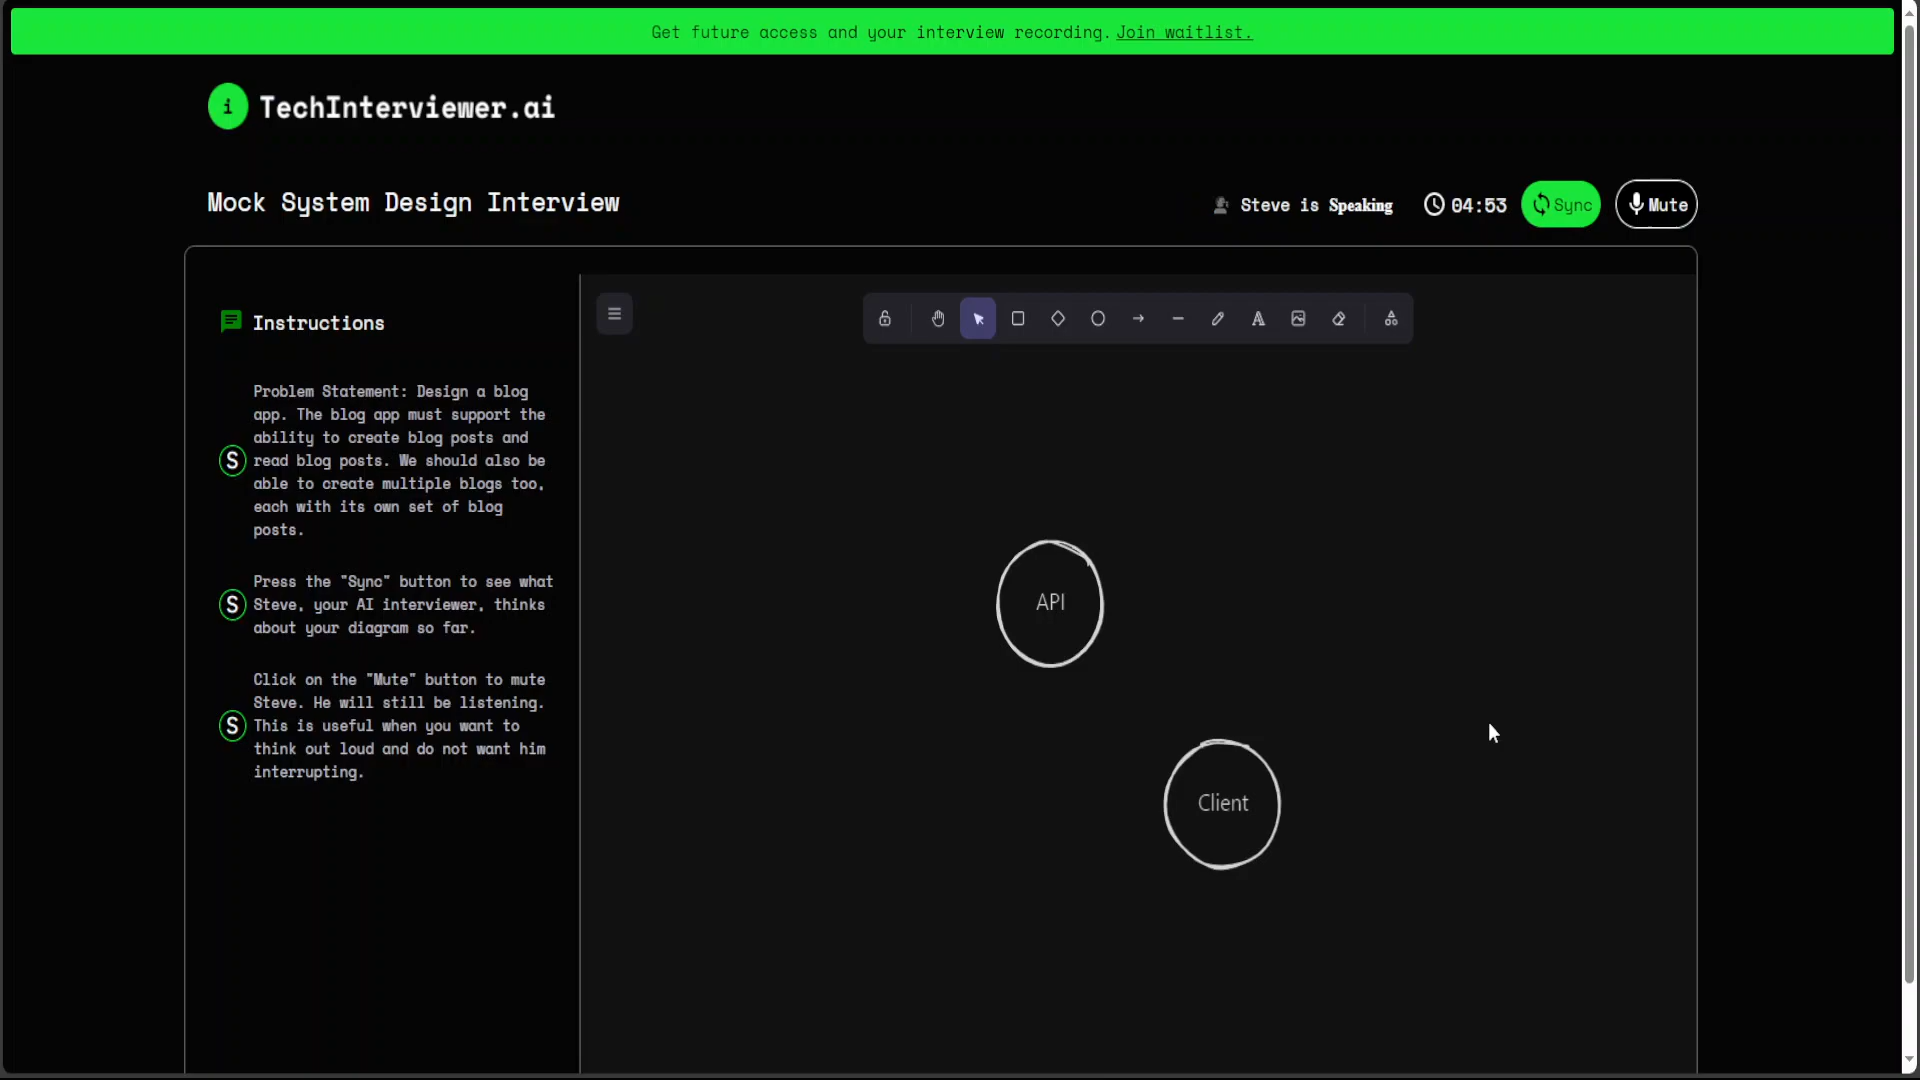 Get future access and your interview recording. Join waitlist.
i TechInterviewer.ai
Mock System Design Interview
Steve is Speaking 04:53 Sync Mute
Instructions
S
Problem Statement: Design a blog
app. The blog app must support the
ability to create blog posts and
read blog posts. We should also be
able to create multiple blogs too,
each with its own set of blog
posts.
S
Press the "Sync" button to see what
Steve, your AI interviewer, thinks
about your diagram so far.
S
Click on the "Mute" button to mute
Steve. He will still be listening.
This is useful when you want to
think out loud and do not want him
interrupting.
A
API
Client